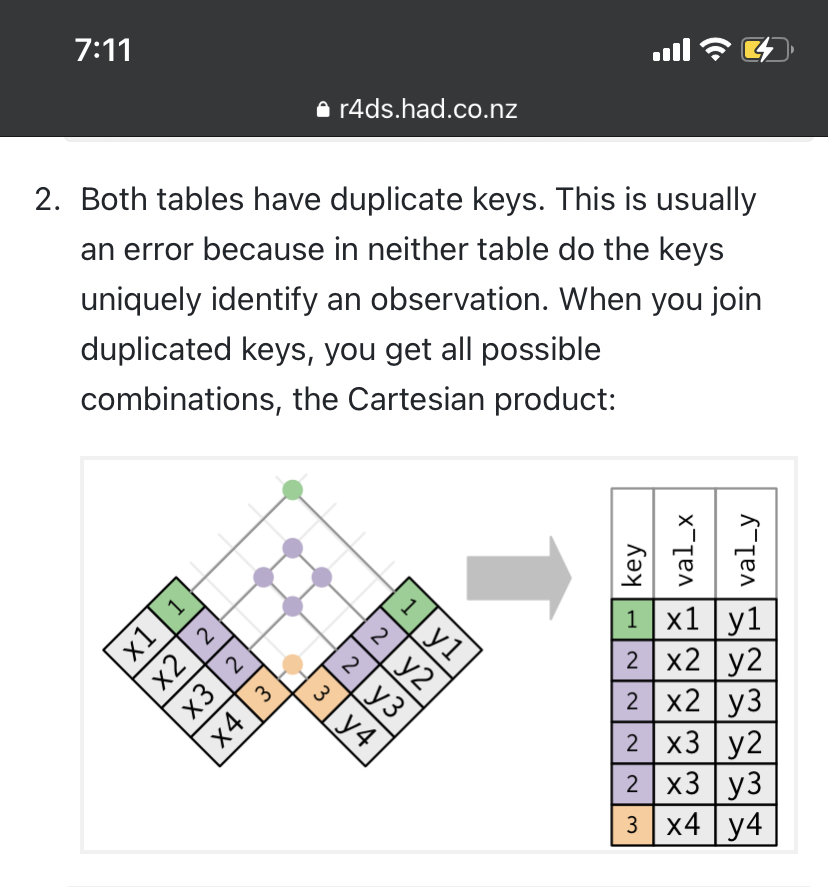 7:11
r4ds.had.co.nz
2. Both tables have duplicate keys. This is usually
an error because in neither table do the keys
uniquely identify an observation. When you join
duplicated keys, you get all possible
combinations, the Cartesian product:
x1 1
x2 2
x3 2
x4 3
1 y1
2 y2
2 y3
3 y4
key val_x val_y
1 x1 y1
2 x2 y2
2 x2 y3
2 x3 y2
2 x3 y3
3 x4 y4